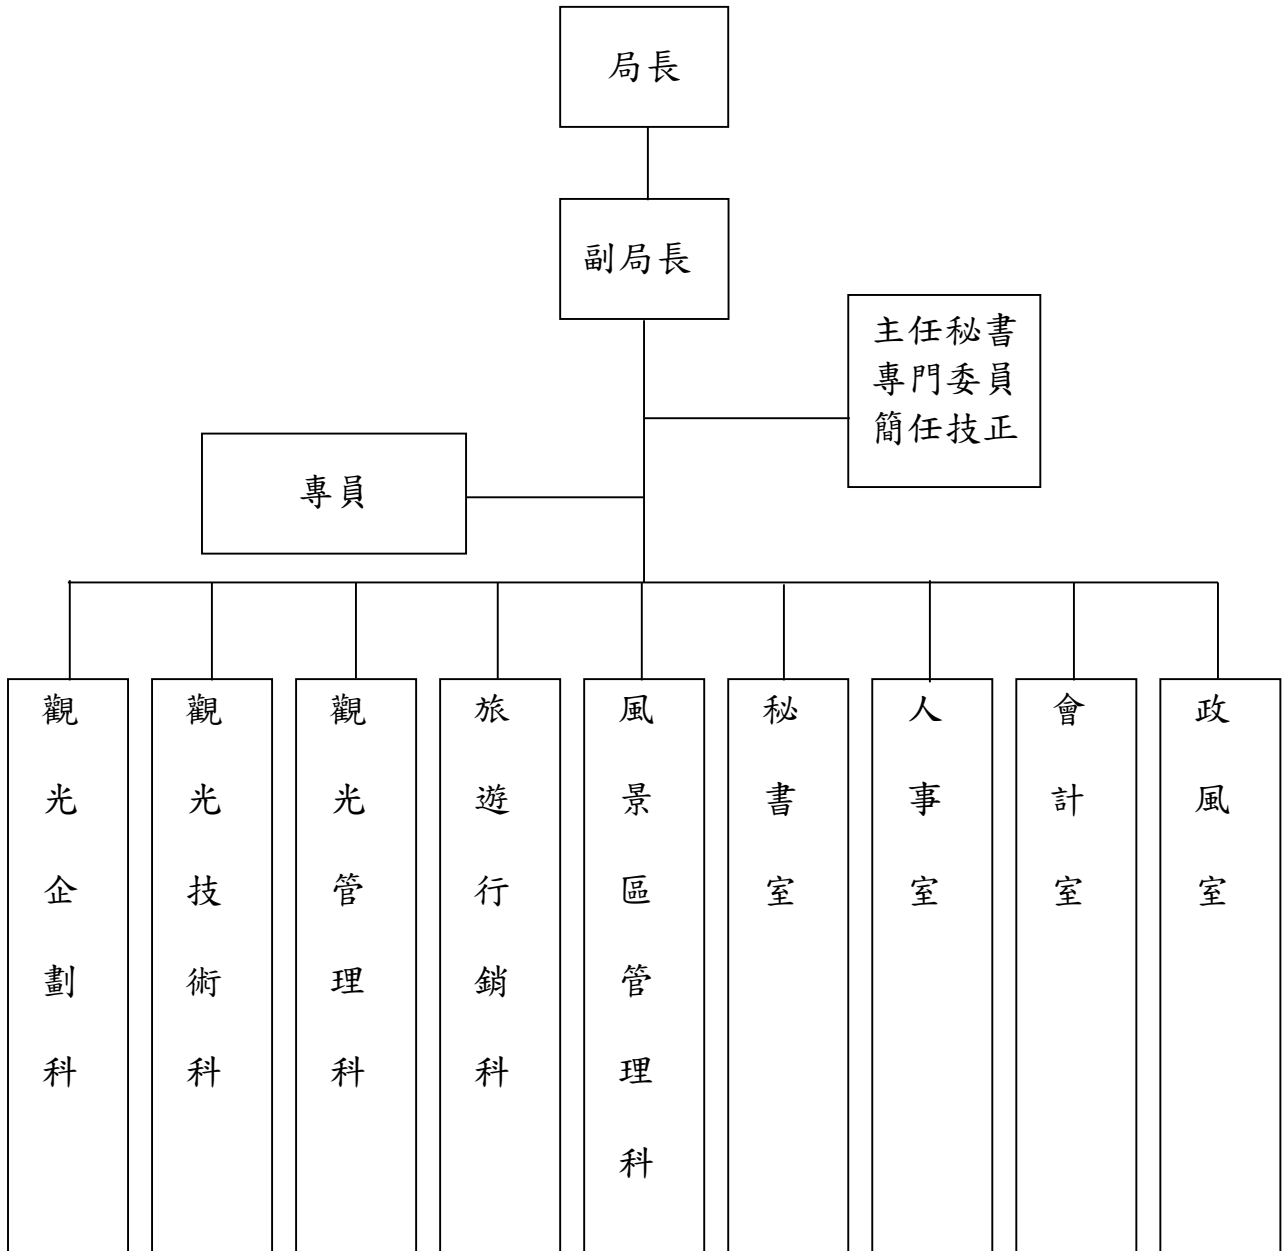 局長
副局長
主任秘書
專門委員
簡任技正
專員
觀光企劃科
觀光技術科
觀光管理科
旅遊行銷科
風景區管理科
秘書室
人事室
會計室
政風室